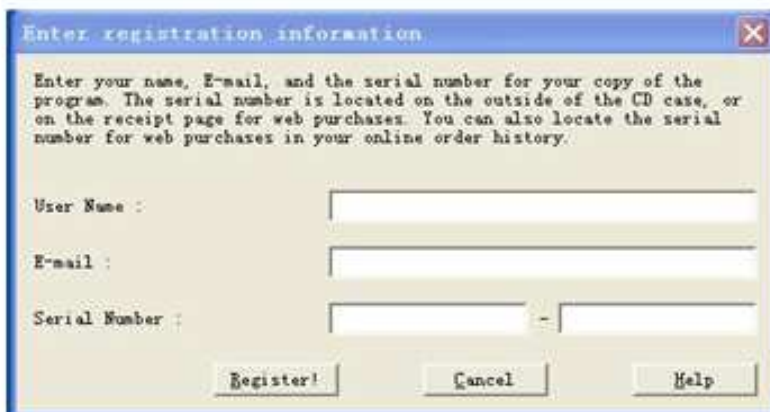 Enter registration information
Enter your name, E-mail, and the serial number for your copy of the
program. The serial number is located on the outside of the CD case, or
on the receipt page for web purchases. You can also locate the serial
number for web purchases in your online order history.
User Name :
E-mail :
Serial Number :
-
Register!
Cancel
Help